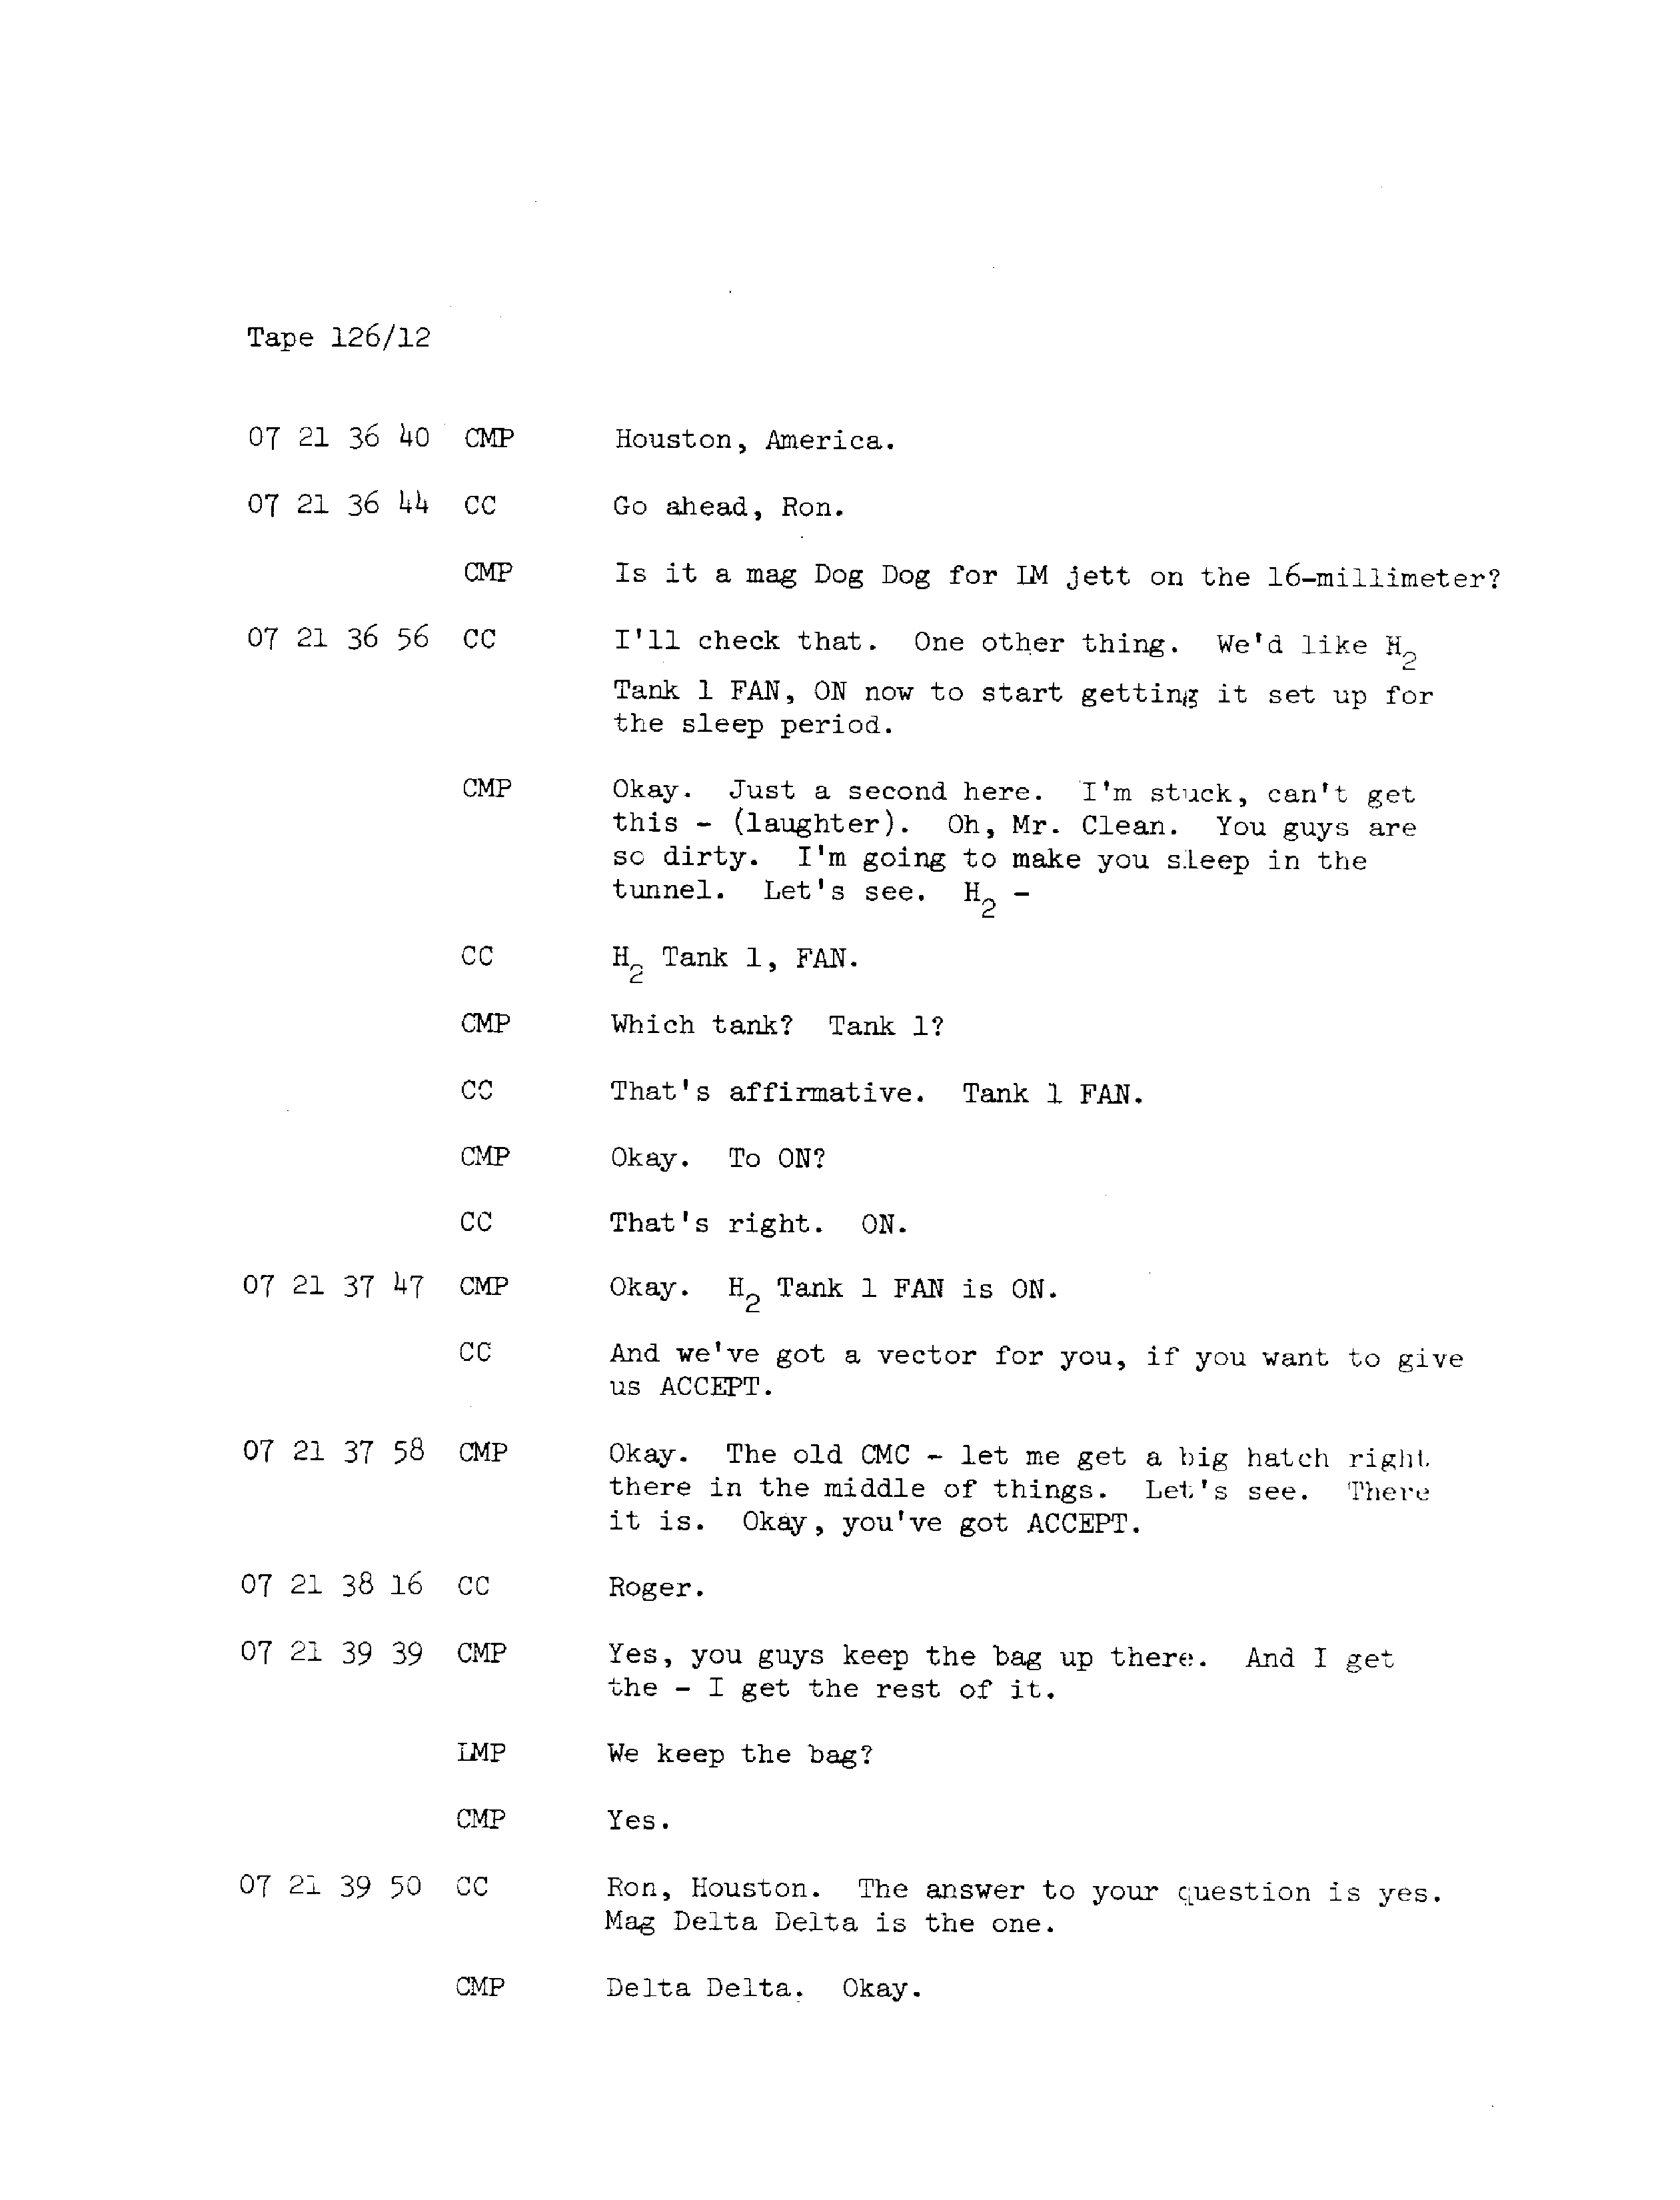 Tape 126/12
07 21 36 40 CMP Houston, America.
07 21 36 44 CC Go ahead, Ron.
CMP Is it a mag Dog Dog for LM jett on the 16-millimeter?
07 21 36 56 CC I'll check that. One other thing. We'd like H2
Tank 1 FAN, ON now to start getting it set up for
the sleep period.
CMP Okay. Just a second here. I'm stuck, can't get
this - (laughter). Oh, Mr. Clean. You guys are
so dirty. I'm going to make you sleep in the
tunnel. Let's see. H2 -
CC H2 Tank 1, FAN.
CMP Which tank? Tank 1?
CC That's affirmative. Tank 1 FAN.
CMP Okay. To ON?
CC That's right. ON.
07 21 37 47 CMP Okay. H2 Tank 1 FAN is ON.
CC And we've got a vector for you, if you want to give
us ACCEPT.
07 21 37 58 CMP Okay. The old CMC - let me get a big hatch right
there in the middle of things. Let's see. There
it is. Okay, you've got ACCEPT.
07 21 38 16 CC Roger.
07 21 39 39 CMP Yes, you guys keep the bag up there. And I get
the - I get the rest of it.
LMP We keep the bag?
CMP Yes.
07 21 39 50 CC Ron, Houston. The answer to your question is yes.
Mag Delta Delta is the one.
CMP Delta Delta. Okay.